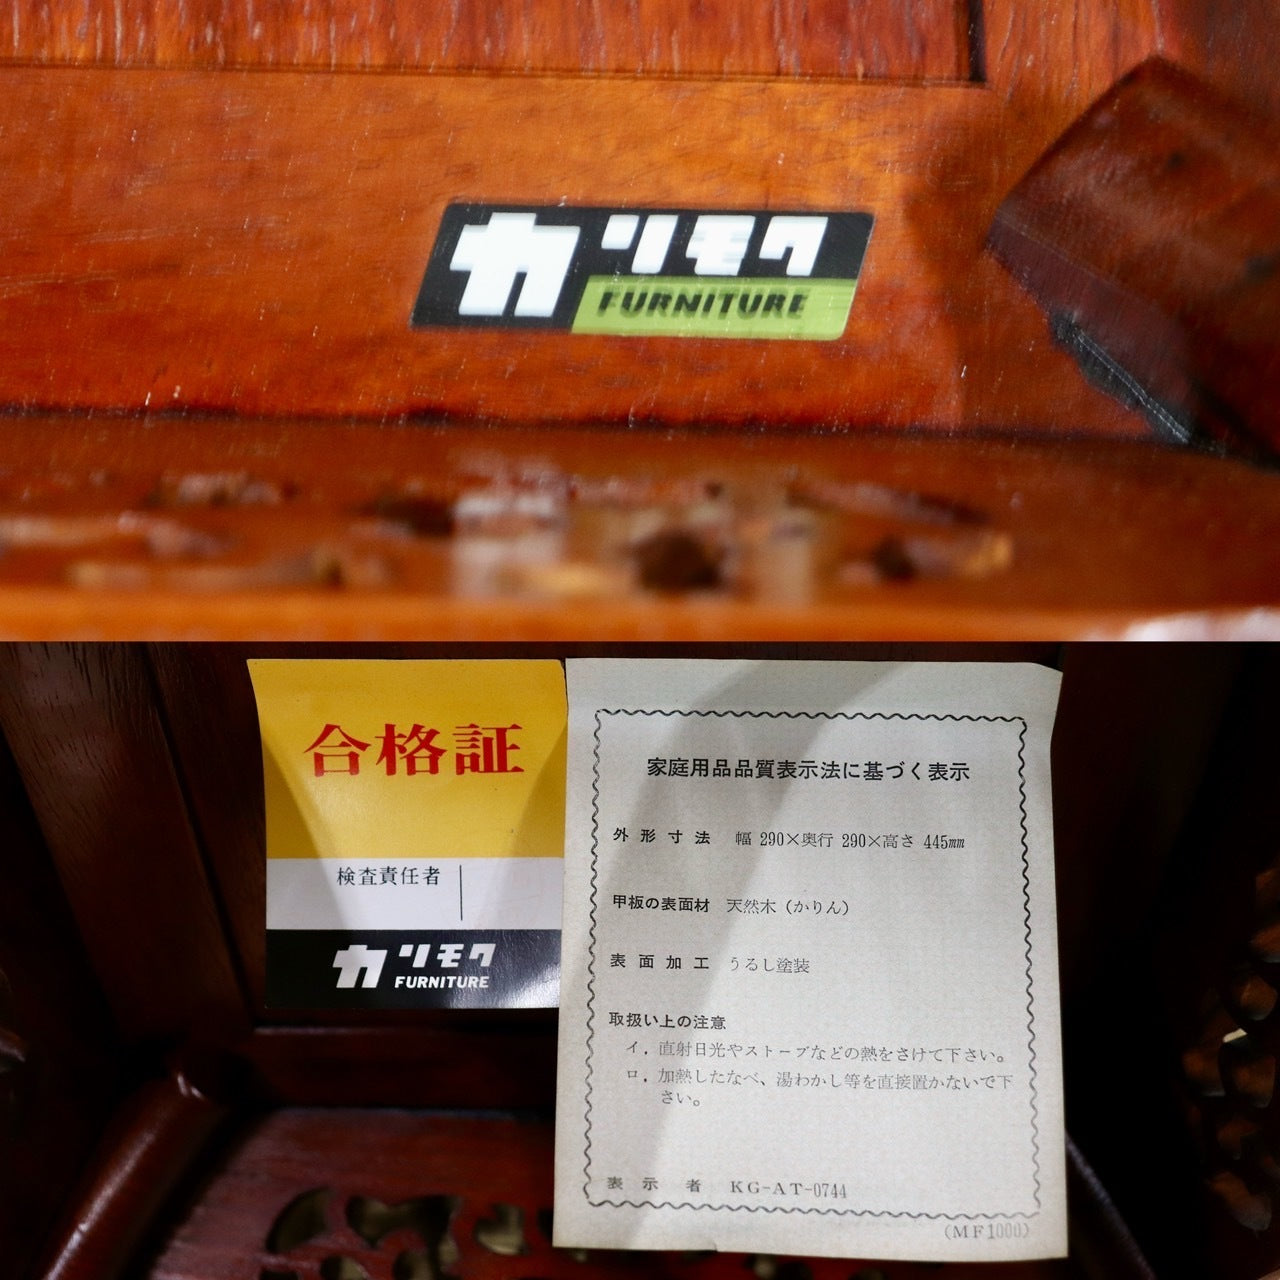 カリモク
FURNITURE
合格証
検査責任者
カリモク
FURNITURE
家庭用品品質表示法に基づく表示
外形寸法 幅 290×奥行 290×高さ 445mm
甲板の表面材 天然木（かりん）
表面加工 うるし塗装
取扱い上の注意
イ．直射日光やストーブなどの熱をさけて下さい。
ロ．加熱したなべ、湯わかし等を直接置かないで下
さい。
表示者 KG-AT-0744
(MF1000)